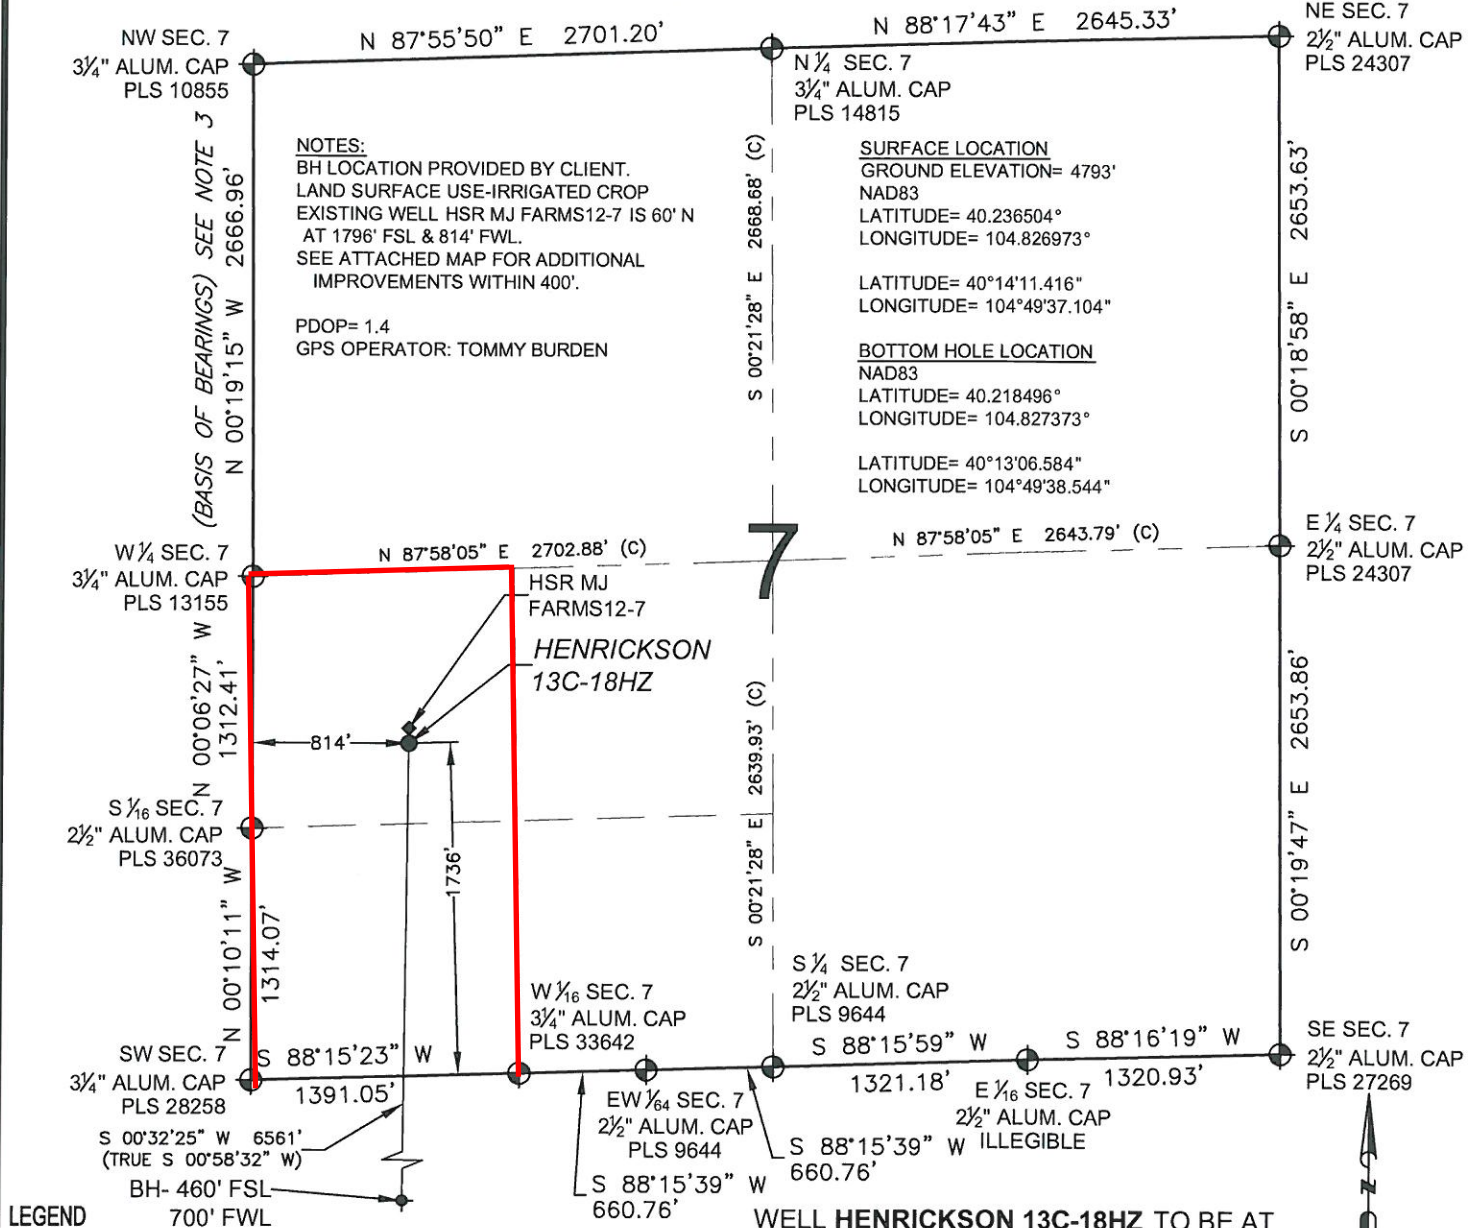 N 87°55'50" E 2701.20'
N 88°17'43" E 2645.33'
NW SEC. 7
3¼" ALUM. CAP
PLS 10855
N ¼ SEC. 7
3¼" ALUM. CAP
PLS 14815
NE SEC. 7
2½" ALUM. CAP
PLS 24307
(BASIS OF BEARINGS) SEE NOTE 3
N 00°19'15" W 2666.96'
NOTES:
BH LOCATION PROVIDED BY CLIENT.
LAND SURFACE USE-IRRIGATED CROP
EXISTING WELL HSR MJ FARMS12-7 IS 60' N
AT 1796' FSL & 814' FWL.
SEE ATTACHED MAP FOR ADDITIONAL
IMPROVEMENTS WITHIN 400'.
PDOP= 1.4
GPS OPERATOR: TOMMY BURDEN
S 00°21'28" E 2668.68' (C)
SURFACE LOCATION
GROUND ELEVATION= 4793'
NAD83
LATITUDE= 40.236504°
LONGITUDE= 104.826973°
LATITUDE= 40°14'11.416"
LONGITUDE= 104°49'37.104"
BOTTOM HOLE LOCATION
NAD83
LATITUDE= 40.218496°
LONGITUDE= 104.827373°
LATITUDE= 40°13'06.584"
LONGITUDE= 104°49'38.544"
S 00°18'58" E 2653.63'
W ¼ SEC. 7
3¼" ALUM. CAP
PLS 13155
N 87°58'05" E 2702.88' (C)
7
N 87°58'05" E 2643.79' (C)
E ¼ SEC. 7
2½" ALUM. CAP
PLS 24307
HSR MJ
FARMS12-7
HENRICKSON
13C-18HZ
N 00°06'27" W
1312.41'
814'
1736'
S 1/16 SEC. 7
2½" ALUM. CAP
PLS 36073
N 00°10'11" W
1314.07'
S 00°21'28" E 2639.93' (C)
S 00°19'47" E 2653.86'
W 1/16 SEC. 7
3¼" ALUM. CAP
PLS 33642
S ¼ SEC. 7
2½" ALUM. CAP
PLS 9644
SW SEC. 7
3¼" ALUM. CAP
PLS 28258
S 88°15'23" W
1391.05'
EW 1/64 SEC. 7
2½" ALUM. CAP
PLS 9644
S 88°15'59" W
1321.18'
E 1/16 SEC. 7
2½" ALUM. CAP
ILLEGIBLE
S 88°16'19" W
1320.93'
SE SEC. 7
2½" ALUM. CAP
PLS 27269
S 00°32'25" W 6561'
(TRUE S 00°58'32" W)
S 88°15'39" W
660.76'
S 88°15'39" W
660.76'
BH- 460' FSL
700' FWL
LEGEND
WELL HENRICKSON 13C-18HZ TO BE AT